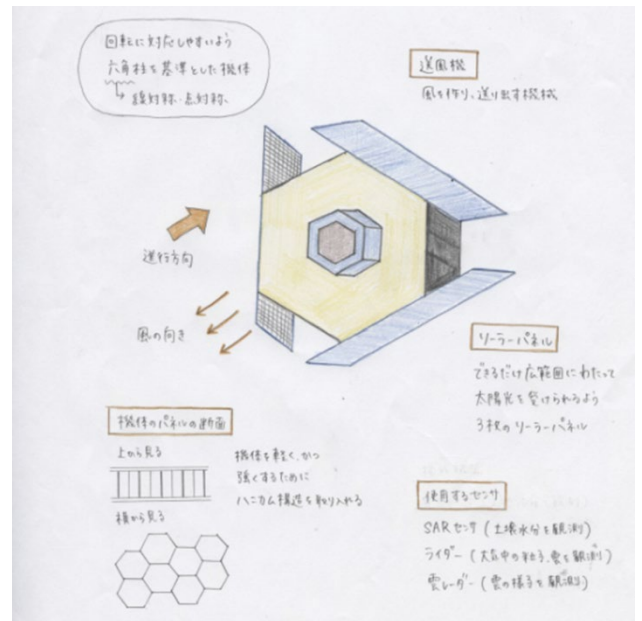 回転に対応しやすいよう
六角柱を基準とした機体
線対称・点対称、
送風機
風を作り、送り出す機械
進行方向
風の向き
ソーラーパネル
できるだけ広範囲にわたって
太陽光を受けられるよう
3枚のソーラーパネル
機体のパネルの断面
上から見る
機体を軽く、かつ
強くするために
ハニカム構造を取り入れる
横から見る
使用するセンサ
SARセンサ (土壌水分を観測)
ライダー (大気中の粒子、雲を観測)
雲レーダー (雲の様子を観測)